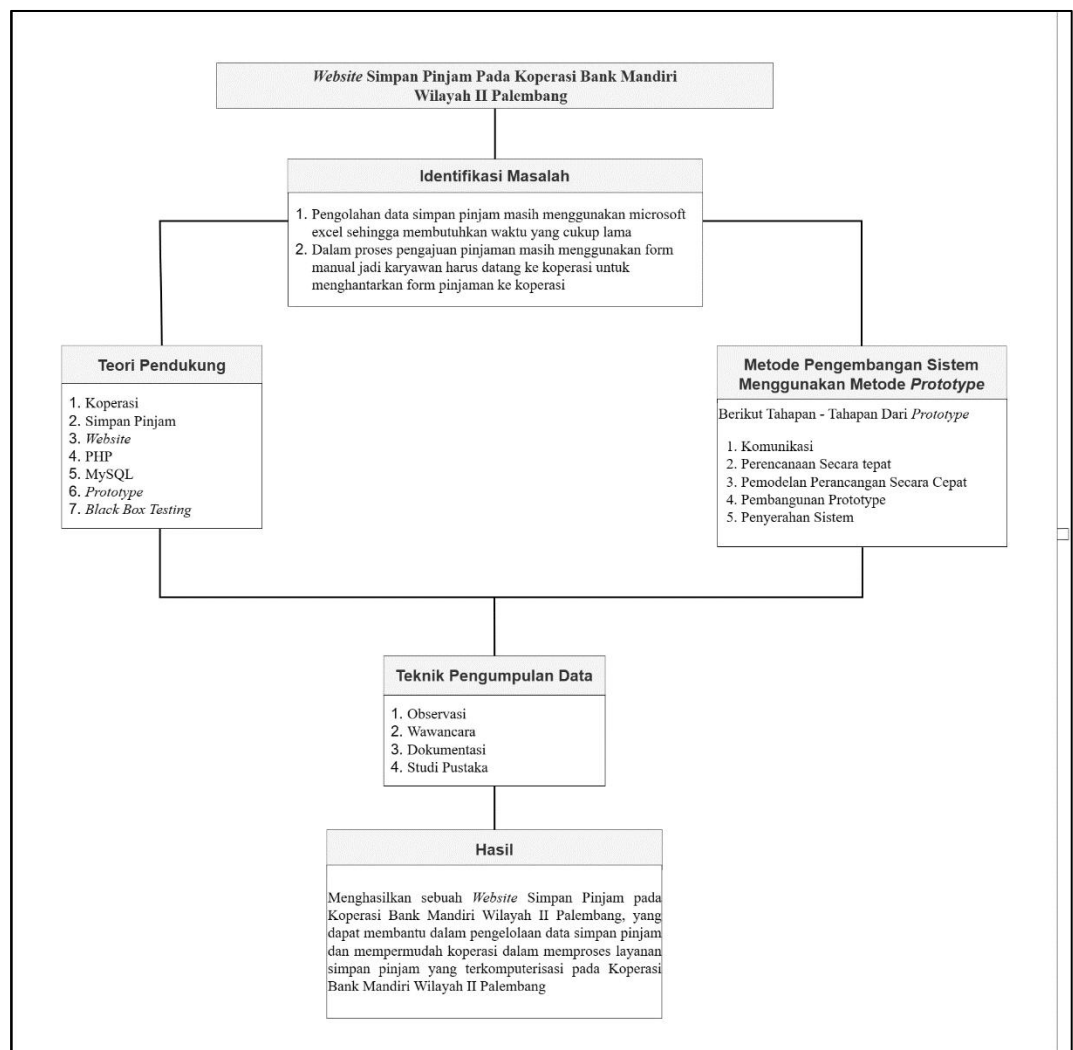 Website Simpan Pinjam Pada Koperasi Bank Mandiri
Wilayah II Palembang
Identifikasi Masalah
1. Pengolahan data simpan pinjam masih menggunakan microsoft
excel sehingga membutuhkan waktu yang cukup lama
2. Dalam proses pengajuan pinjaman masih menggunakan form
manual jadi karyawan harus datang ke koperasi untuk
menghantarkan form pinjaman ke koperasi
Teori Pendukung
1. Koperasi
2. Simpan Pinjam
3. Website
4. PHP
5. MySQL
6. Prototype
7. Black Box Testing
Metode Pengembangan Sistem
Menggunakan Metode Prototype
Berikut Tahapan - Tahapan Dari Prototype
1. Komunikasi
2. Perencanaan Secara tepat
3. Pemodelan Perancangan Secara Cepat
4. Pembangunan Prototype
5. Penyerahan Sistem
Teknik Pengumpulan Data
1. Observasi
2. Wawancara
3. Dokumentasi
4. Studi Pustaka
Hasil
Menghasilkan sebuah Website Simpan Pinjam pada
Koperasi Bank Mandiri Wilayah II Palembang, yang
dapat membantu dalam pengelolaan data simpan pinjam
dan mempermudah koperasi dalam memproses layanan
simpan pinjam yang terkomputerisasi pada Koperasi
Bank Mandiri Wilayah II Palembang